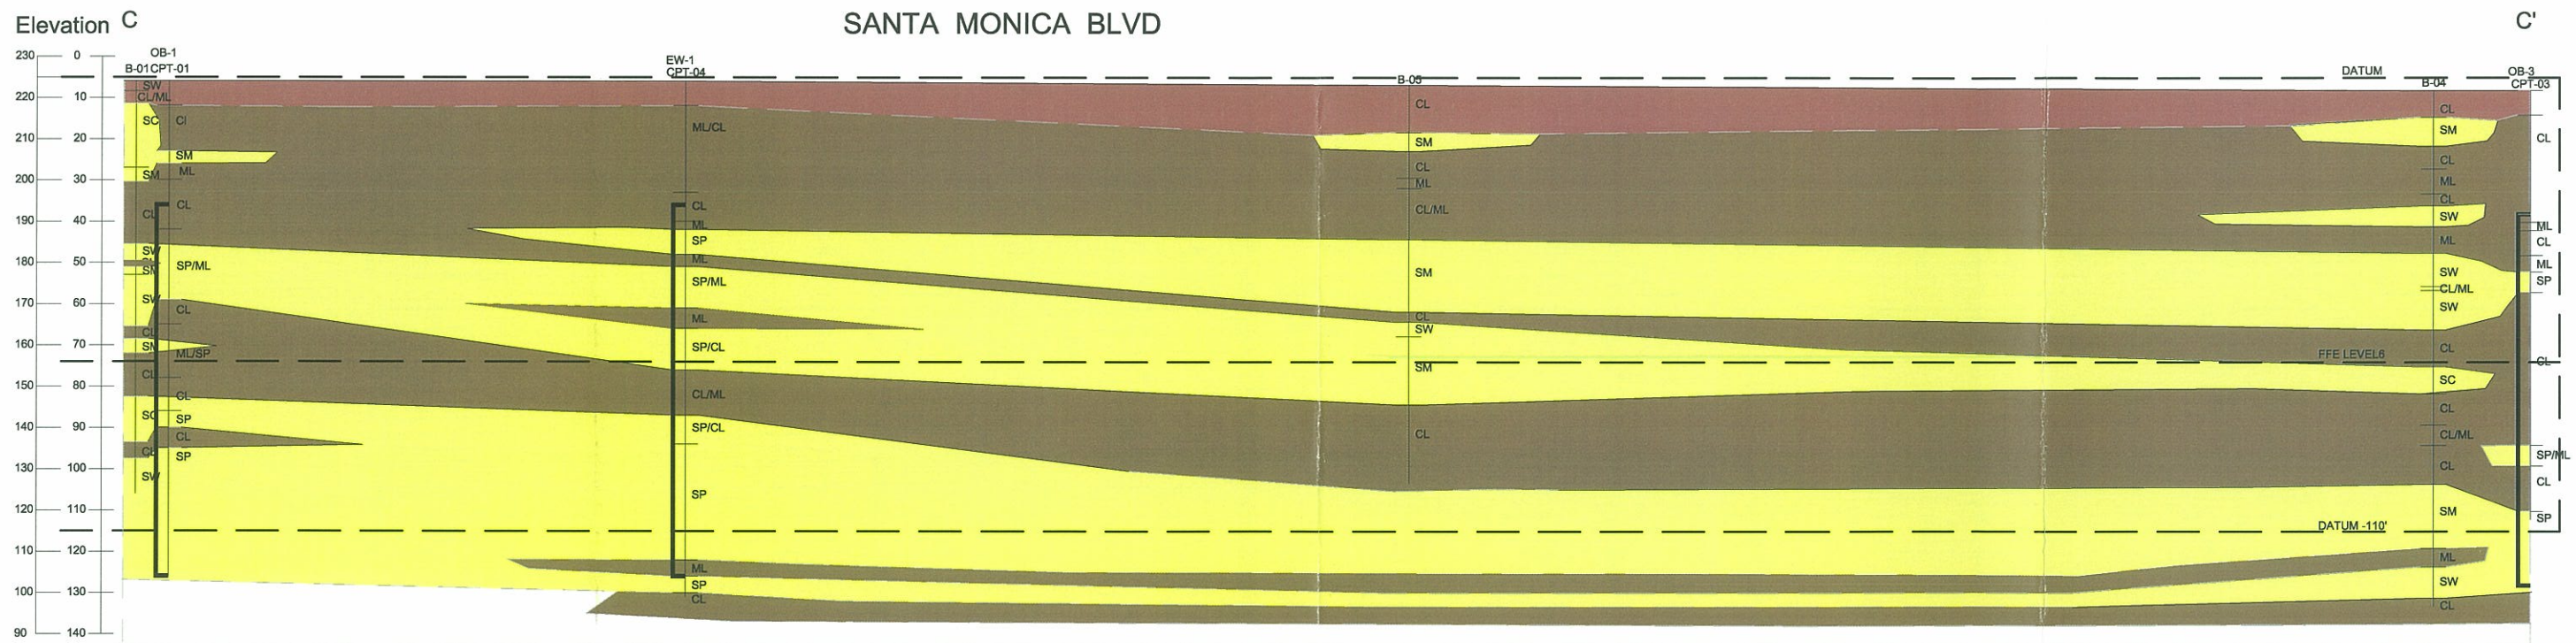 SANTA MONICA BLVD
Elevation C
C'
OB-1
B-01 CPT-01
EW-1
CPT-04
B-05
DATUM
B-04
OB-3
CPT-03
230 0
220 10
210 20
200 30
190 40
180 50
170 60
160 70
150 80
140 90
130 100
120 110
110 120
100 130
90 140
SW
CL/ML
SC
SM
CL
SW
SM
SW
CL
SM
CL
SC
CL
SW
CI
SM
ML
CL
SP/ML
CL
ML/SP
CL
SP
CL
SP
ML/CL
CL
ML
SP
ML
SP/ML
ML
SP/CL
CL/ML
SP/CL
SP
ML
SP
CL
CL
SM
CL
ML
CL/ML
SM
CL
SW
SM
CL
CL
SM
CL
ML
CL
SW
ML
SW
CL/ML
SW
FFE LEVEL6
CL
SC
CL
CL/ML
CL
SM
DATUM -110'
ML
SW
CL
CL
ML
CL
ML
SP
CL
SP/ML
CL
SP